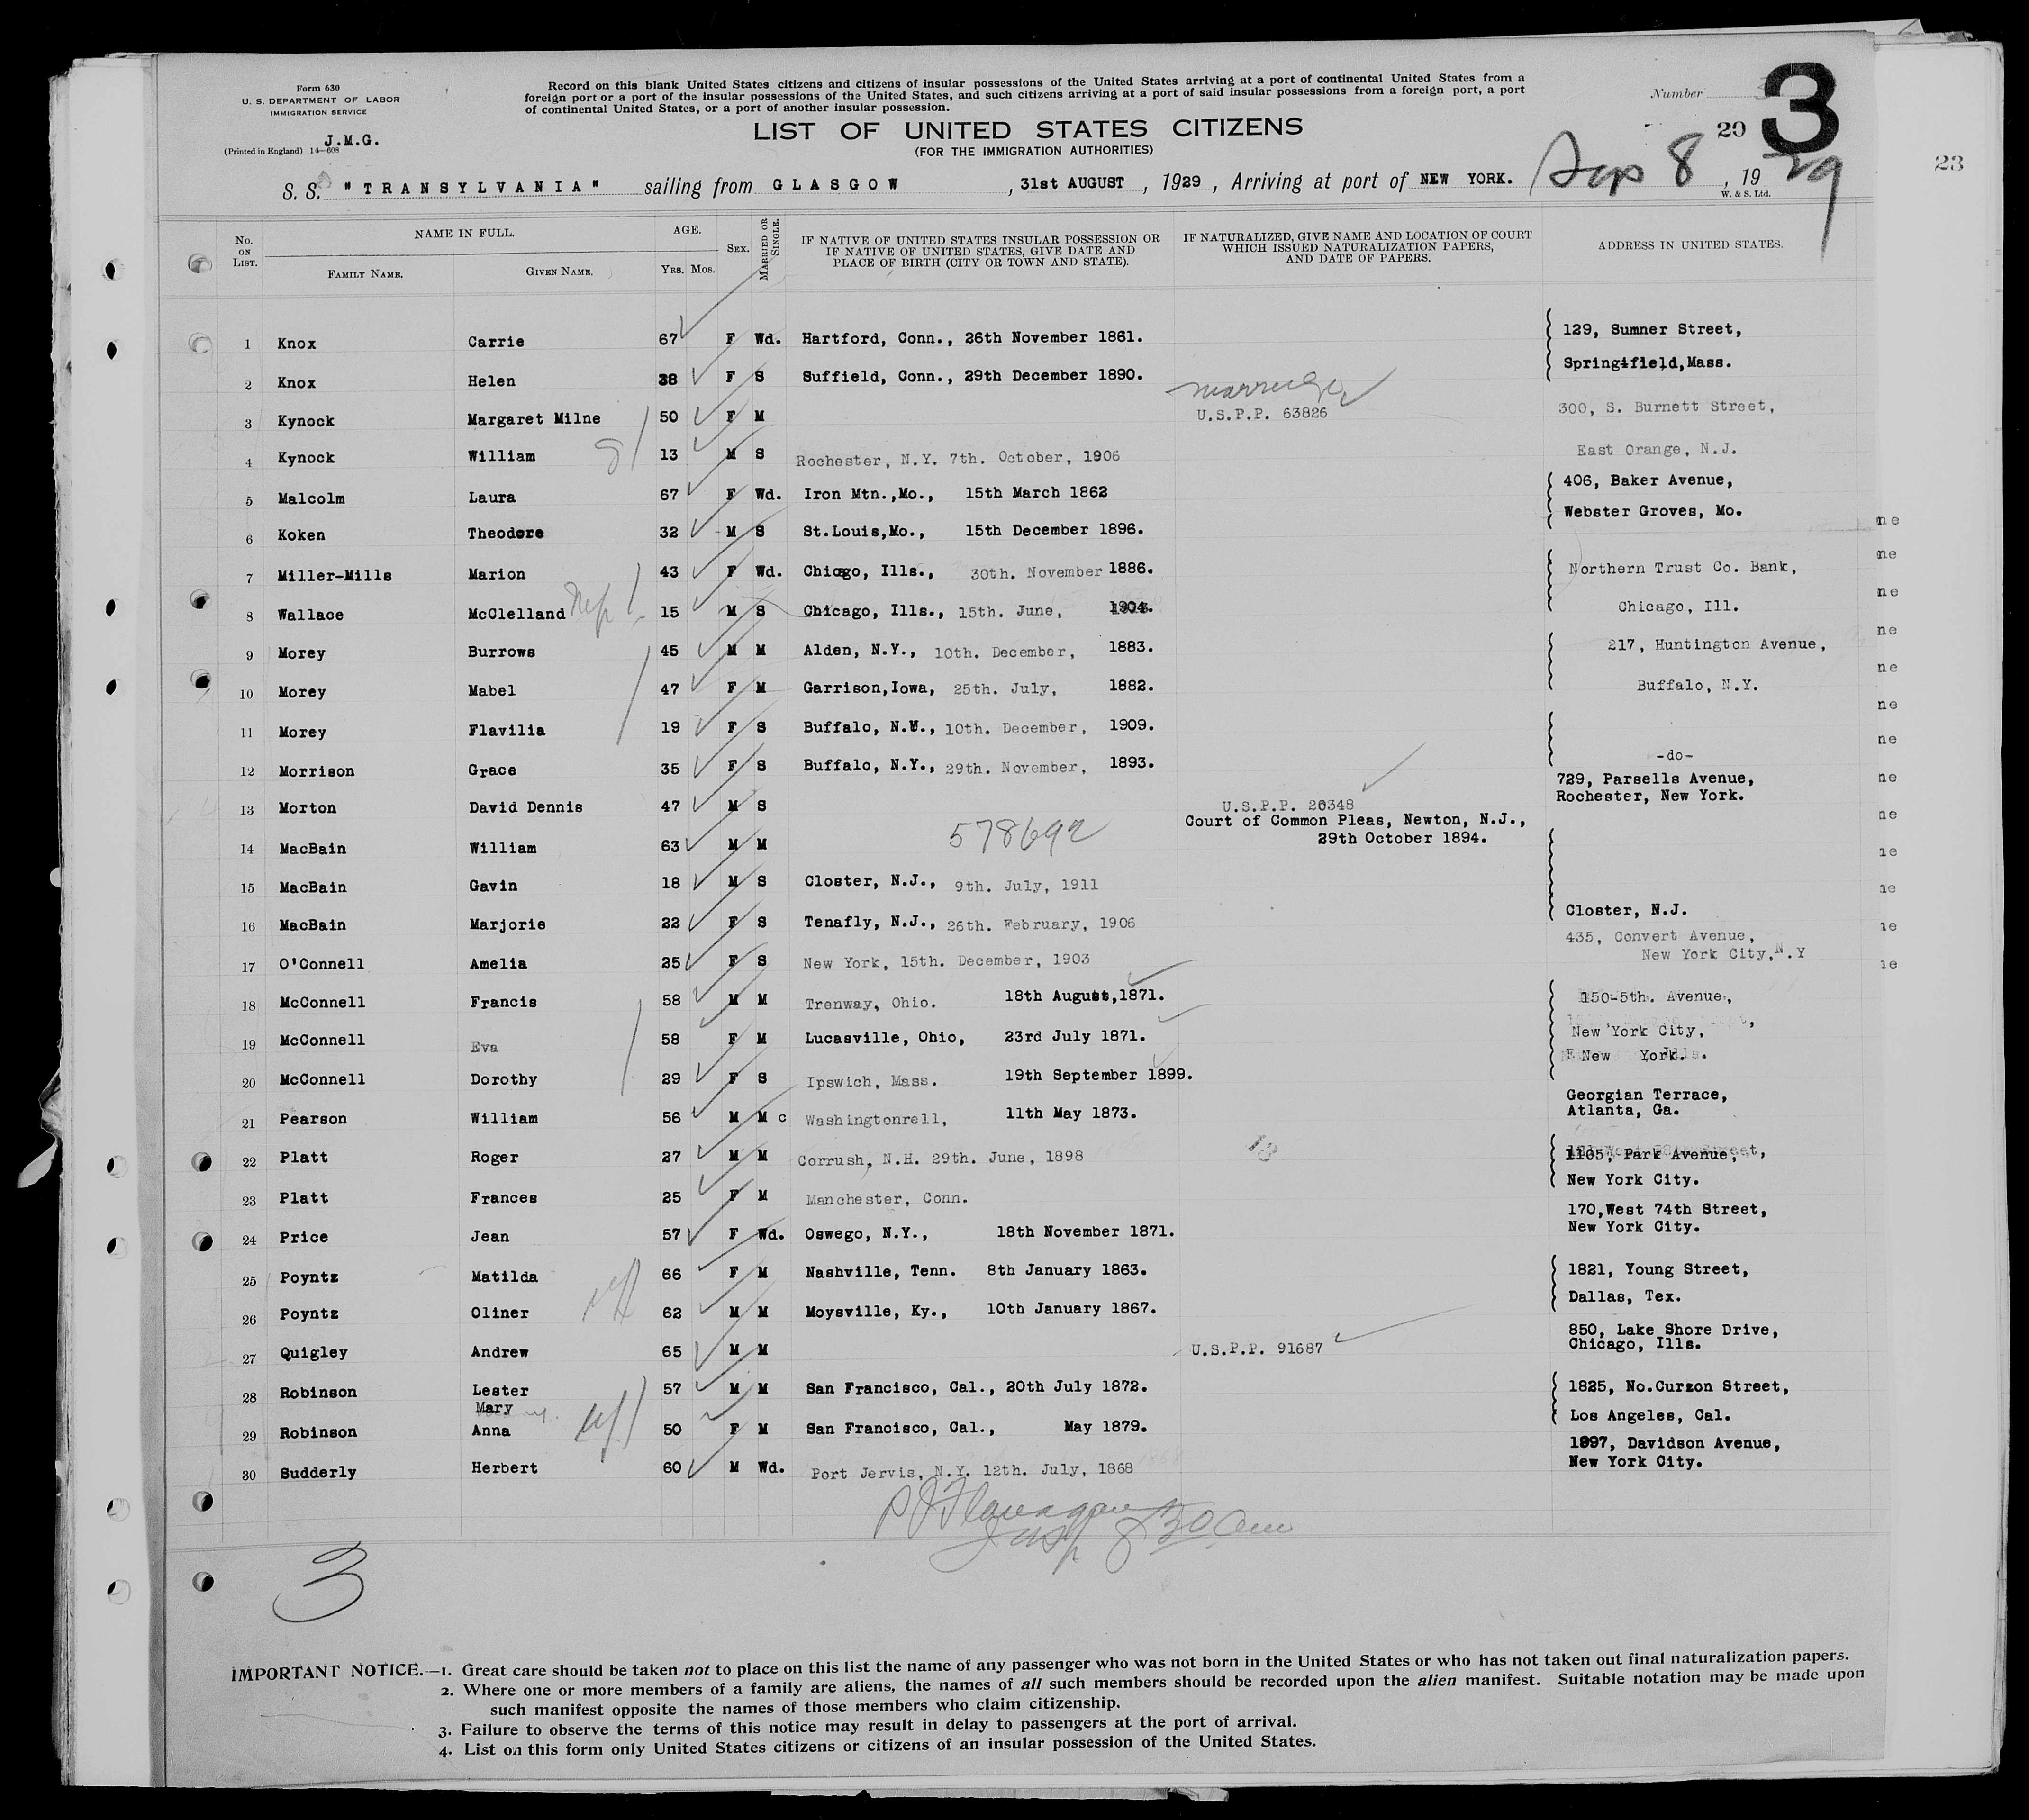 Form 630
U. S. DEPARTMENT OF LABOR
IMMIGRATION SERVICE
J.M.G.
(Printed in England) 14—608
Record on this blank United States citizens and citizens of insular possessions of the United States arriving at a port of continental United States from a
foreign port or a port of the insular possessions of the United States, and such citizens arriving at a port of said insular possessions from a foreign port, a port
of continental United States, or a port of another insular possession.
Number
3
20
23
LIST OF UNITED STATES CITIZENS
(FOR THE IMMIGRATION AUTHORITIES)
S. S. "TRANSYLVANIA" sailing from GLASGOW, 31st AUGUST, 1929, Arriving at port of NEW YORK. Sep 8, 1929
W. & S. Ltd.
No. ON LIST. NAME IN FULL. FAMILY NAME. GIVEN NAME. AGE. YRS. MOS. SEX. MARRIED OR SINGLE. IF NATIVE OF UNITED STATES INSULAR POSSESSION OR IF NATIVE OF UNITED STATES, GIVE DATE AND PLACE OF BIRTH (CITY OR TOWN AND STATE). IF NATURALIZED, GIVE NAME AND LOCATION OF COURT WHICH ISSUED NATURALIZATION PAPERS, AND DATE OF PAPERS. ADDRESS IN UNITED STATES.
1 Knox Carrie 67 F Wd. Hartford, Conn., 26th November 1861. 129, Sumner Street,
Springifield,Mass.
2 Knox Helen 38 F S Suffield, Conn., 29th December 1890.
marriage
3 Kynock Margaret Milne 50 F M U.S.P.P. 63826 300, S. Burnett Street,
4 Kynock William 13 M S Rochester, N.Y. 7th. October, 1906 East Orange, N.J.
5 Malcolm Laura 67 F Wd. Iron Mtn.,Mo., 15th March 1862 406, Baker Avenue,
Webster Groves, Mo.
6 Koken Theodore 32 M S St.Louis,Mo., 15th December 1896.
7 Miller-Mills Marion 43 F Wd. Chicago, Ills., 30th. November 1886. Northern Trust Co. Bank,
8 Wallace McClelland 15 M S Chicago, Ills., 15th. June, 1904. Chicago, Ill.
9 Morey Burrows 45 M M Alden, N.Y., 10th. December, 1883. 217, Huntington Avenue,
10 Morey Mabel 47 F M Garrison,Iowa, 25th. July, 1882. Buffalo, N.Y.
11 Morey Flavilia 19 F S Buffalo, N.Y., 10th. December, 1909.
-do-
12 Morrison Grace 35 F S Buffalo, N.Y., 29th. November, 1893.
729, Parsells Avenue,
Rochester, New York.
13 Morton David Dennis 47 M S U.S.P.P. 26348
Court of Common Pleas, Newton, N.J.,
29th October 1894.
14 MacBain William 63 M M 578692
15 MacBain Gavin 18 M S Closter, N.J., 9th. July, 1911
Closter, N.J.
16 MacBain Marjorie 22 F S Tenafly, N.J., 26th. February, 1906
435, Convert Avenue,
New York City,N.Y
17 O'Connell Amelia 25 F S New York, 15th. December, 1903
18 McConnell Francis 58 M M Trenway, Ohio. 18th August,1871. 150-5th. Avenue,
19 McConnell Eva 58 F M Lucasville, Ohio, 23rd July 1871. New York City,
New York.
20 McConnell Dorothy 29 F S Ipswich, Mass. 19th September 1899.
21 Pearson William 56 M M c Washingtonrell, 11th May 1873. Georgian Terrace,
Atlanta, Ga.
13
22 Platt Roger 27 M M Corrush, N.H. 29th. June, 1898 1105, Park Avenue,
New York City.
23 Platt Frances 25 F M Manchester, Conn.
24 Price Jean 57 F Wd. Oswego, N.Y., 18th November 1871. 170,West 74th Street,
New York City.
25 Poyntz Matilda 66 F M Nashville, Tenn. 8th January 1863. 1821, Young Street,
Dallas, Tex.
26 Poyntz Oliner 62 M M Moysville, Ky., 10th January 1867.
27 Quigley Andrew 65 M M U.S.P.P. 91687 850, Lake Shore Drive,
Chicago, Ills.
28 Robinson Lester 57 M M San Francisco, Cal., 20th July 1872. 1825, No.Curzon Street,
Los Angeles, Cal.
Mary
29 Robinson Anna 50 F M San Francisco, Cal., May 1879.
1997, Davidson Avenue,
New York City.
30 Sudderly Herbert 60 M Wd. Port Jervis, N.Y. 12th. July, 1868
P J Flanagan
Insp 8 30 am
3
IMPORTANT NOTICE.—1. Great care should be taken not to place on this list the name of any passenger who was not born in the United States or who has not taken out final naturalization papers.
2. Where one or more members of a family are aliens, the names of all such members should be recorded upon the alien manifest. Suitable notation may be made upon
such manifest opposite the names of those members who claim citizenship.
3. Failure to observe the terms of this notice may result in delay to passengers at the port of arrival.
4. List on this form only United States citizens or citizens of an insular possession of the United States.